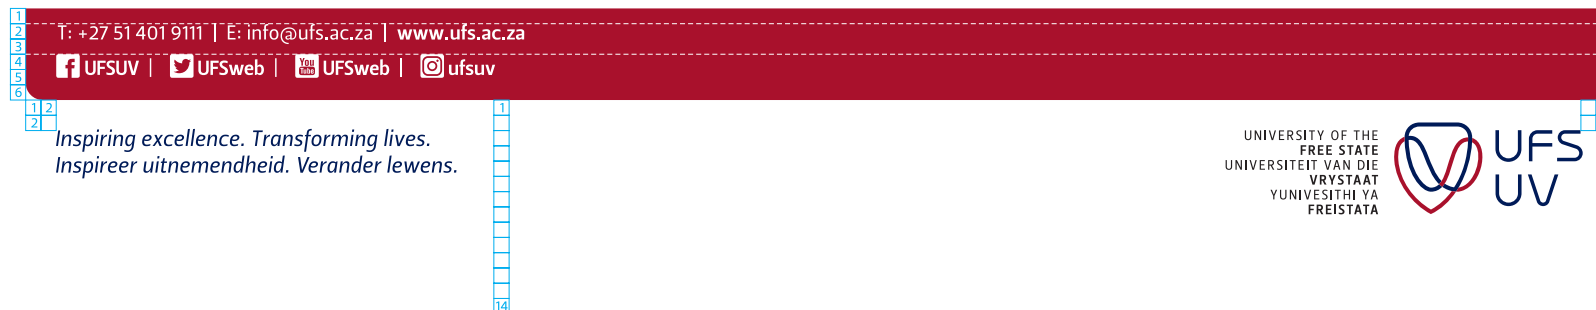 1
2
3
4
5
6
T: +27 51 401 9111 | E: info@ufs.ac.za | www.ufs.ac.za
UFSUV | UFSweb | You Tube UFSweb | ufsuv
1 2
2
1
14
Inspiring excellence. Transforming lives.
Inspireer uitnemendheid. Verander lewens.
UNIVERSITY OF THE
FREE STATE
UNIVERSITEIT VAN DIE
VRYSTAAT
YUNIVESITHI YA
FREISTATA
UFS
UV